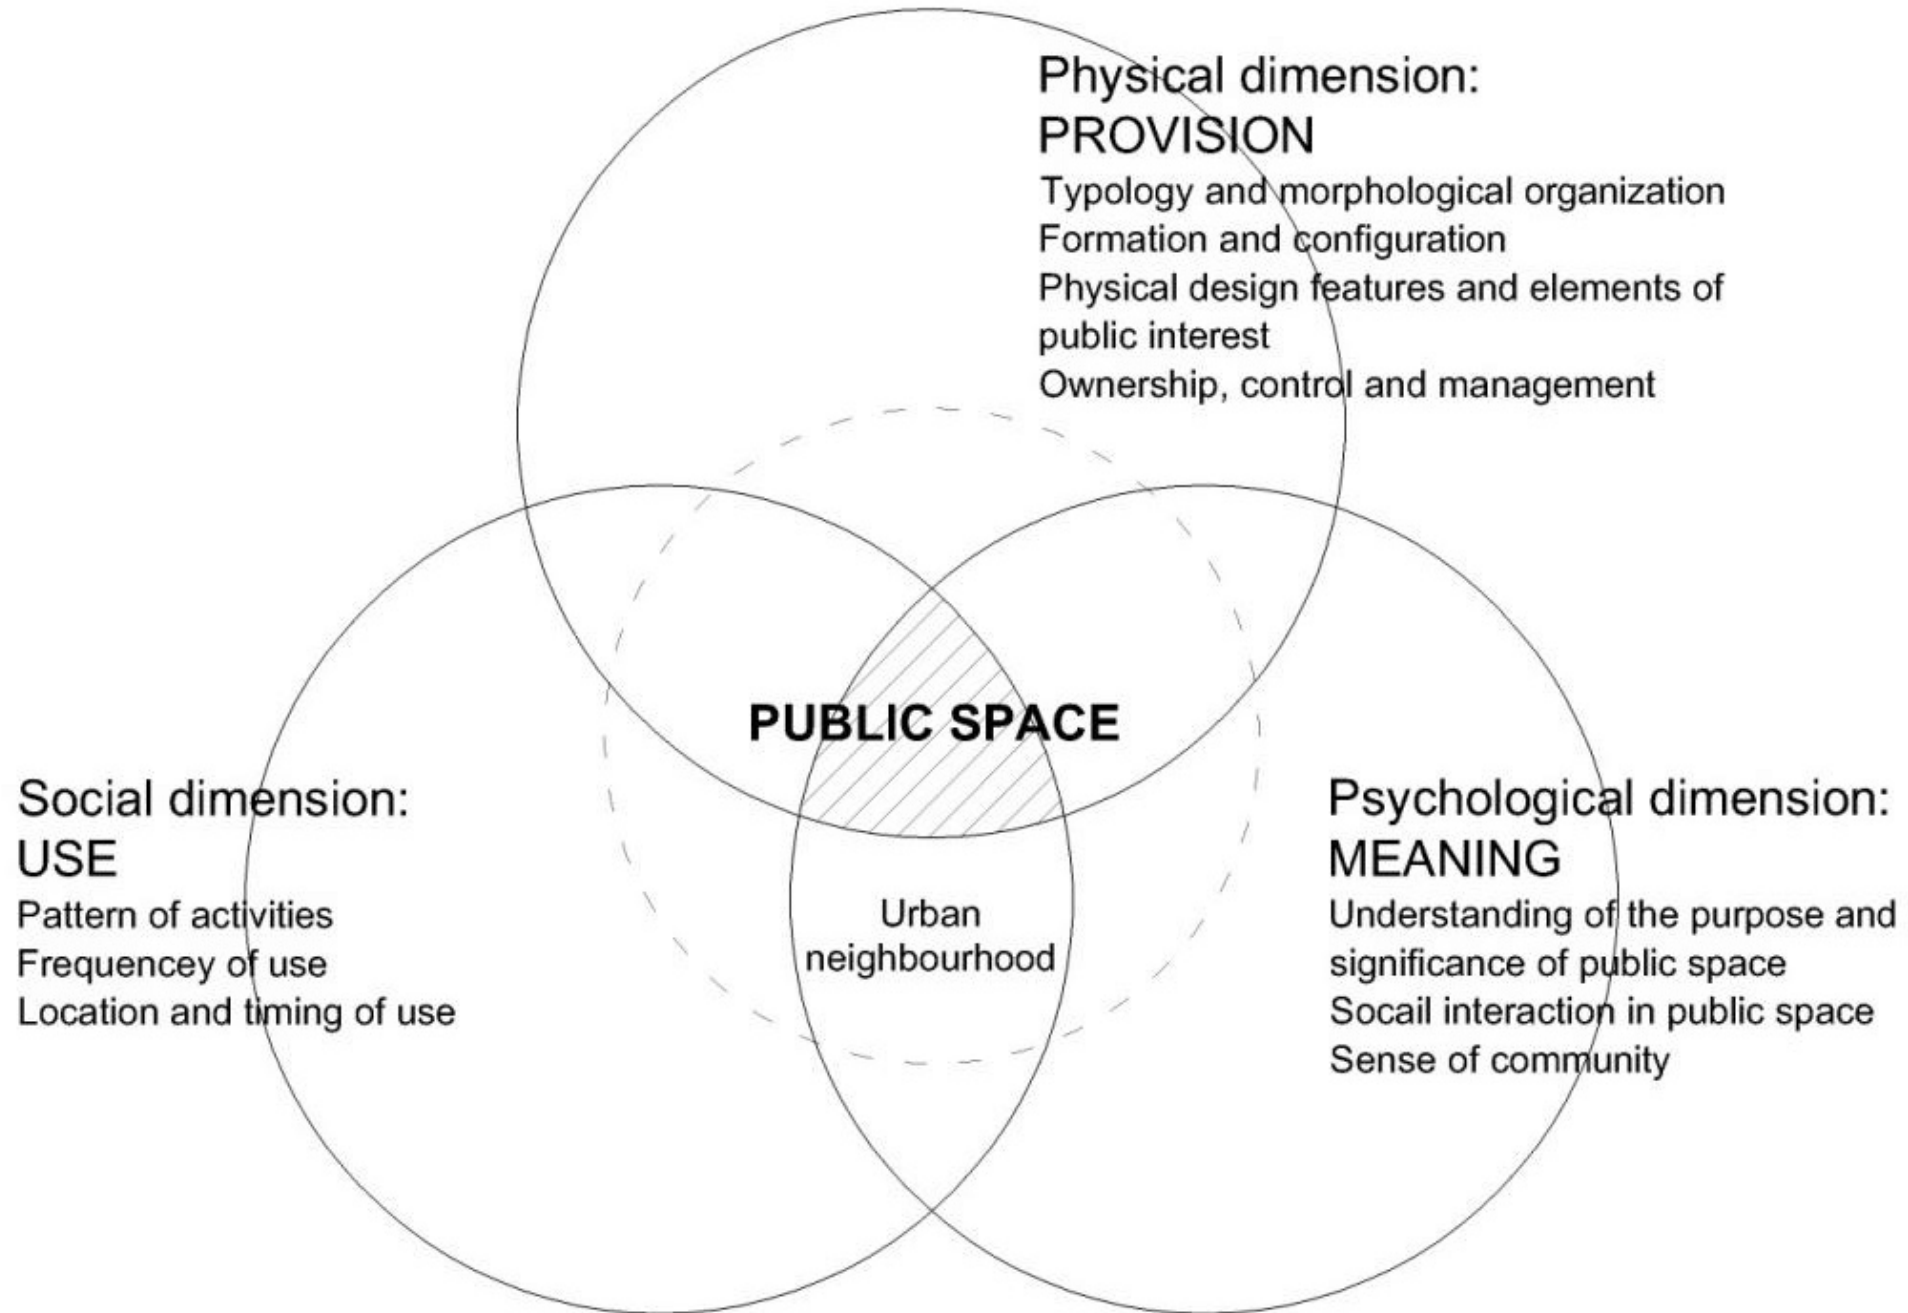 Physical dimension:
PROVISION
Typology and morphological organization
Formation and configuration
Physical design features and elements of
public interest
Ownership, control and management
PUBLIC SPACE
Social dimension:
USE
Pattern of activities
Frequencey of use
Location and timing of use
Urban
neighbourhood
Psychological dimension:
MEANING
Understanding of the purpose and
significance of public space
Socail interaction in public space
Sense of community